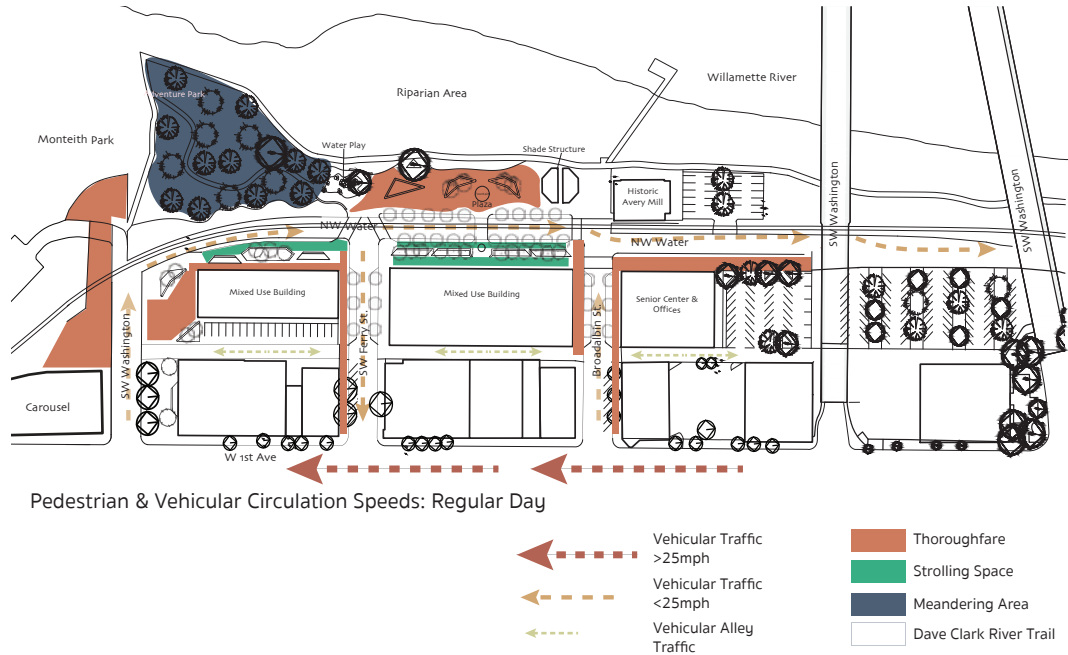 Willamette River
Riparian Area
Adventure Park
Monteith Park
Water Play
Shade Structure
Historic
Avery Mill
Plaza
SW Washington
SW Washington
NW Water
NW Water
Mixed Use Building
Mixed Use Building
Senior Center &
Offices
SW Washington
SW Ferry St.
Broadalbin St.
Carousel
W 1st Ave
Pedestrian & Vehicular Circulation Speeds: Regular Day
Vehicular Traffic
>25mph
Vehicular Traffic
<25mph
Vehicular Alley
Traffic
Thoroughfare
Strolling Space
Meandering Area
Dave Clark River Trail